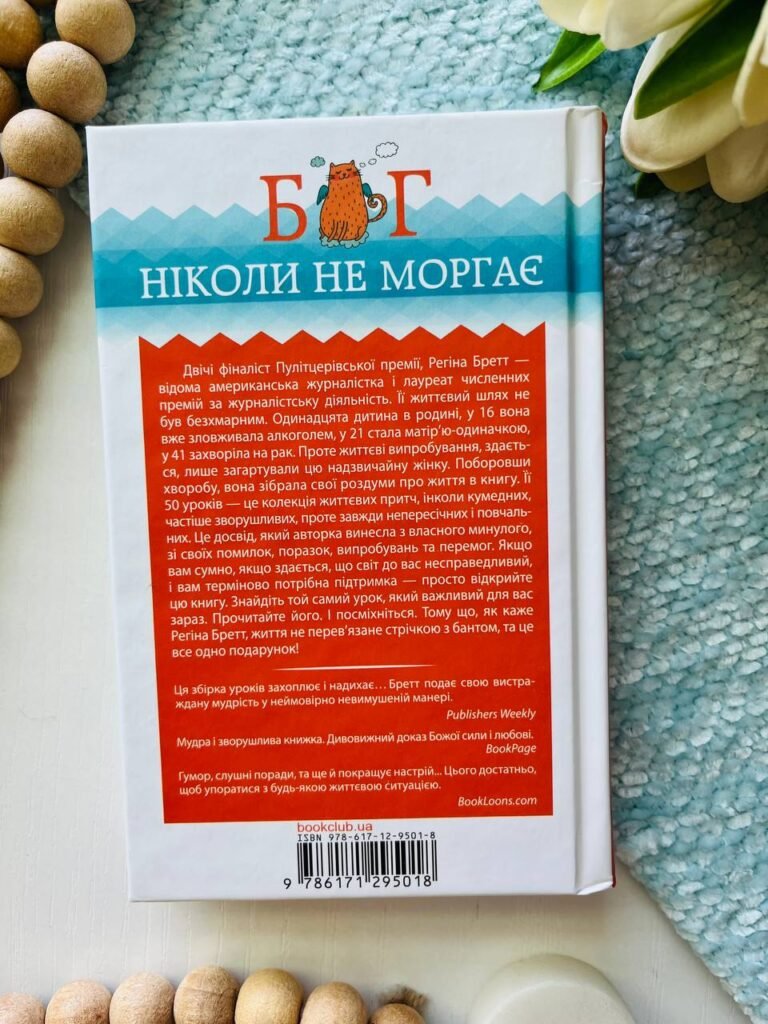 БОГ
НІКОЛИ НЕ МОРГАЄ
Двічі фіналіст Пулітцерівської премії, Регіна Бретт —
відома американська журналістка і лауреат численних
премій за журналістську діяльність. Її життєвий шлях не
був безхмарним. Одинадцята дитина в родині, у 16 вона
вже зловживала алкоголем, у 21 стала матір’ю-одиначкою,
у 41 захворіла на рак. Проте життєві випробування, здаєть-
ся, лише загартували цю надзвичайну жінку. Поборовши
хворобу, вона зібрала свої роздуми про життя в книгу. Її
50 уроків — це колекція життєвих притч, інколи кумедних,
частіше зворушливих, проте завжди непересічних і повчаль-
них. Це досвід, який авторка винесла з власного минулого,
зі своїх помилок, поразок, випробувань та перемог. Якщо
вам сумно, якщо здається, що світ до вас несправедливий,
і вам терміново потрібна підтримка — просто відкрийте
цю книгу. Знайдіть той самий урок, який важливий для вас
зараз. Прочитайте його. І посміхніться. Тому що, як каже
Регіна Бретт, життя не перев’язане стрічкою з бантом, та це
все одно подарунок!
Ця збірка уроків захоплює і надихає… Бретт подає свою вистра-
ждану мудрість у неймовірно невимушеній манері.
Publishers Weekly
Мудра і зворушлива книжка. Дивовижний доказ Божої сили і любові.
BookPage
Гумор, слушні поради, та ще й покращує настрій... Цього достатньо,
щоб упоратися з будь-якою життєвою ситуацією.
BookLoons.com
bookclub.ua
ISBN 978-617-12-9501-8
9 786171 295018